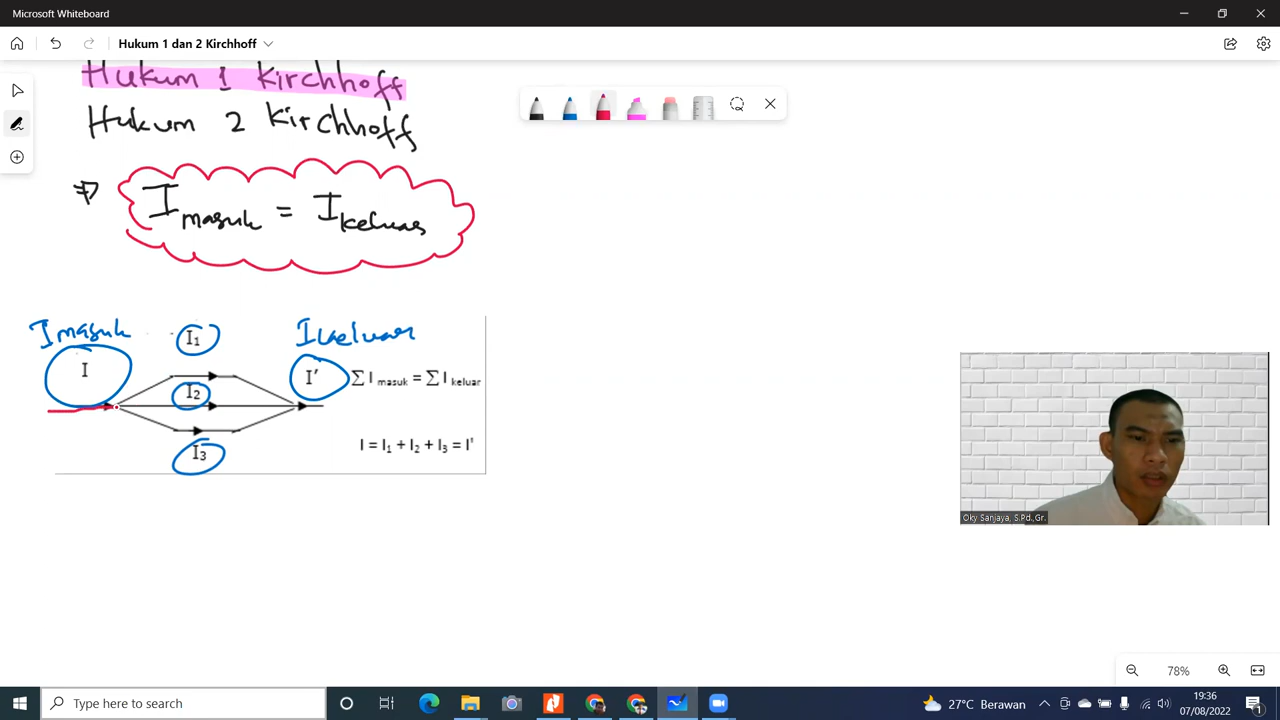 Microsoft Whiteboard
Hukum 1 dan 2 Kirchhoff
Hukum 1 Kirchhoff
Hukum 2 Kirchhoff
⇒ I masuk = I keluar
I masuk
I₁
I keluar
I
I'
∑ I masuk = ∑ I keluar
I₂
I = I₁ + I₂ + I₃ = I'
I₃
Oky Sanjaya, S.Pd.,Gr.
78%
Type here to search
27°C Berawan
19:36
07/08/2022
1